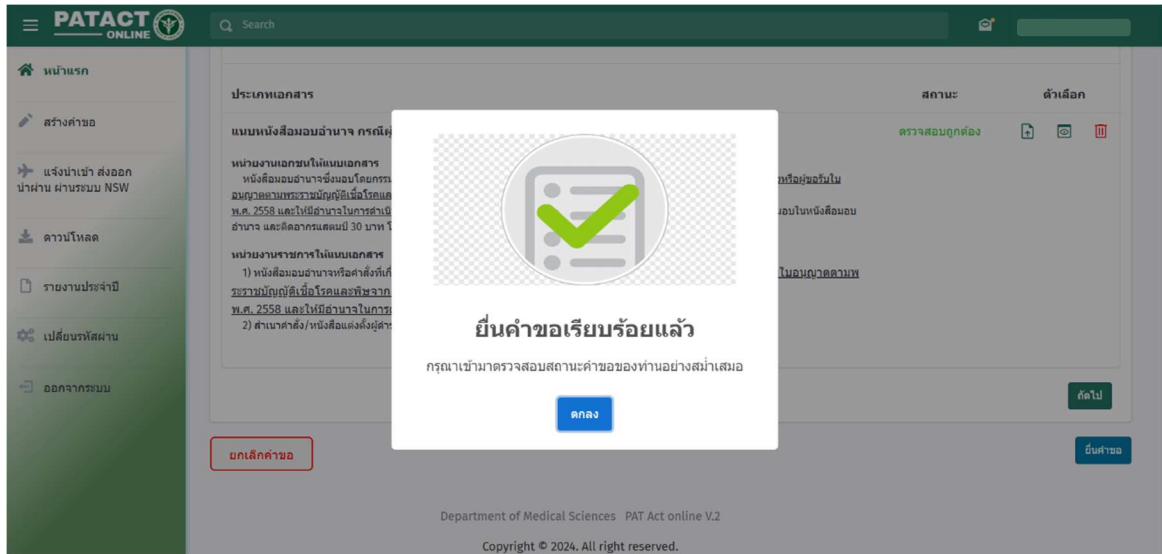 PATACT
ONLINE
Search
หน้าแรก
สร้างคำขอ
แจ้งนำเข้า ส่งออก
นำผ่าน ผ่านระบบ NSW
ดาวน์โหลด
รายงานประจำปี
เปลี่ยนรหัสผ่าน
ออกจากระบบ
ประเภทเอกสาร
สถานะ
ตัวเลือก
แบบหนังสือมอบอำนาจ กรณีผู้
ตรวจสอบถูกต้อง
หน่วยงานเอกชนให้แนบเอกสาร
หนังสือมอบอำนาจซึ่งมอบโดยกรรม
หรือผู้ขอรับใบ
อนุญาตตามพระราชบัญญัติเชื้อโรคและ
พ.ศ. 2558 และให้มีอำนาจในการดำเนิ
มอบในหนังสือมอบ
อำนาจ และติดอากรแสตมป์ 30 บาท
หน่วยงานราชการให้แนบเอกสาร
1) หนังสือมอบอำนาจหรือคำสั่งที่เกี่
ใบอนุญาตตามพ
ระราชบัญญัติเชื้อโรคและพิษจาก
พ.ศ. 2558 และให้มีอำนาจในการ
2) สำเนาคำสั่ง/หนังสือแต่งตั้งผู้ดำร
ยื่นคำขอเรียบร้อยแล้ว
กรุณาเข้ามาตรวจสอบสถานะคำขอของท่านอย่างสม่ำเสมอ
ตกลง
ถัดไป
ยกเลิกคำขอ
ยื่นคำขอ
Department of Medical Sciences PAT Act online V.2
Copyright © 2024. All right reserved.